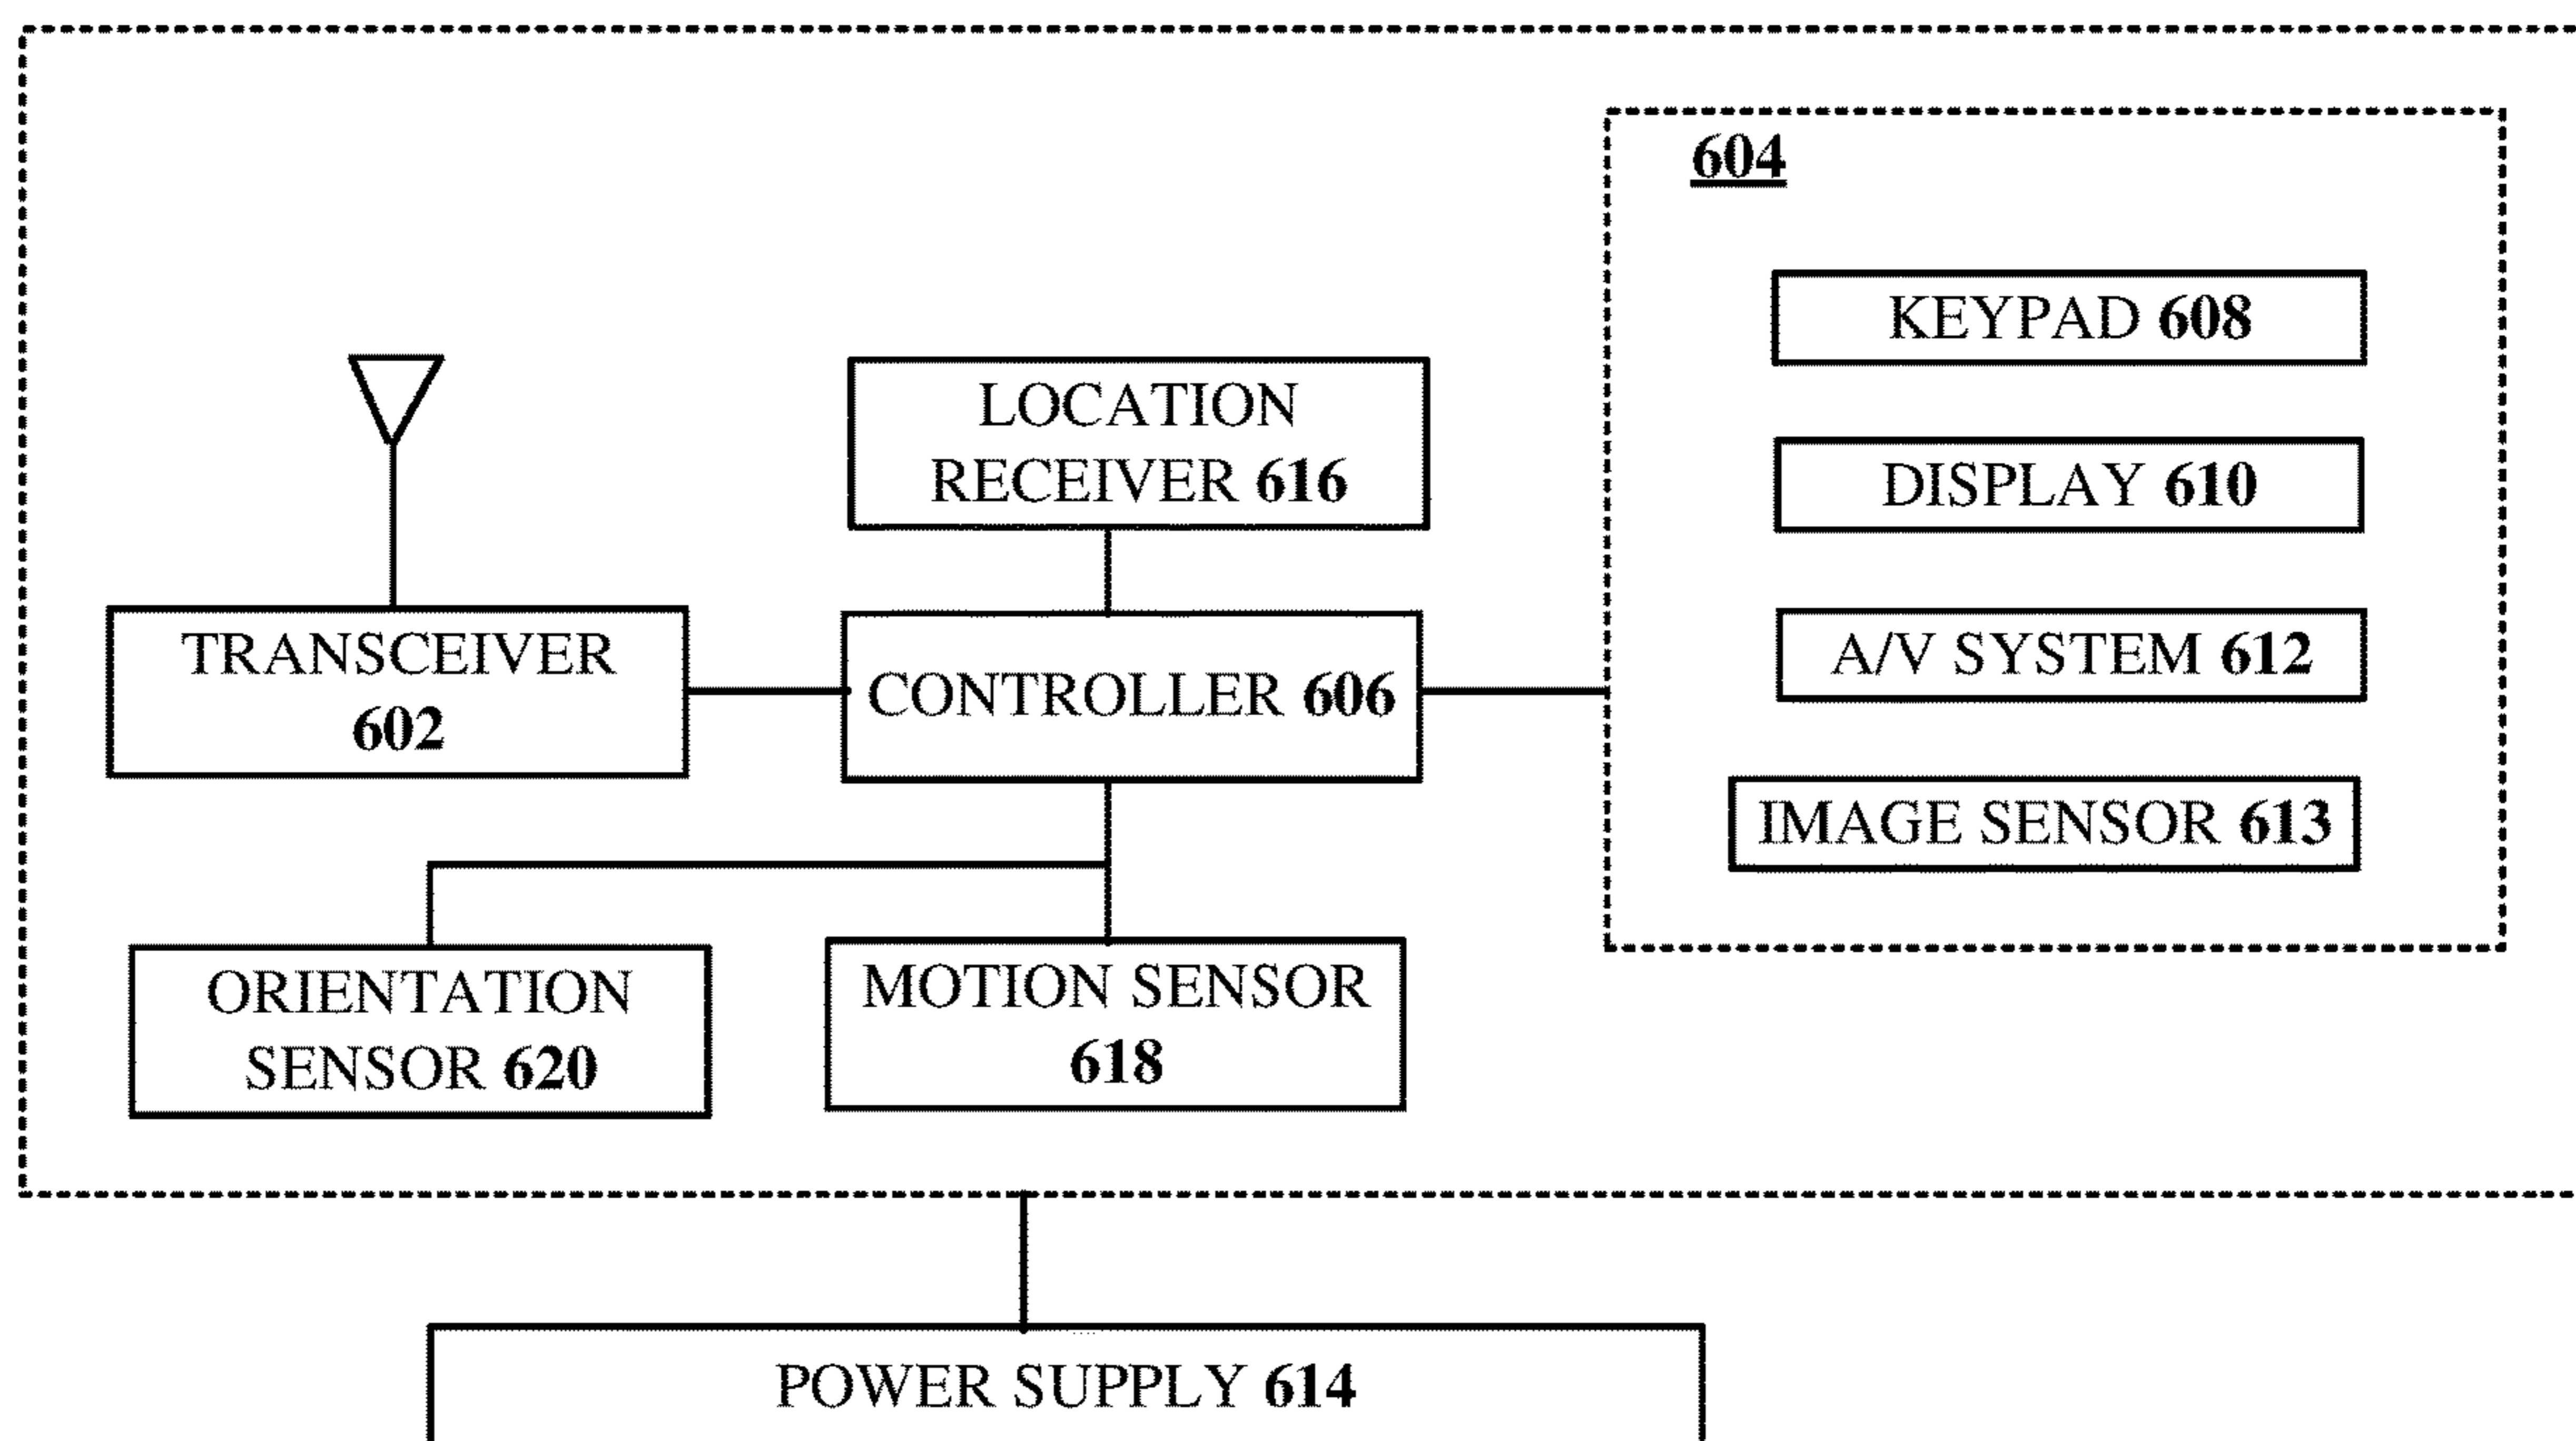 604
KEYPAD 608
LOCATION
RECEIVER 616
DISPLAY 610
TRANSCEIVER
602
CONTROLLER 606
A/V SYSTEM 612
IMAGE SENSOR 613
ORIENTATION
SENSOR 620
MOTION SENSOR
618
POWER SUPPLY 614